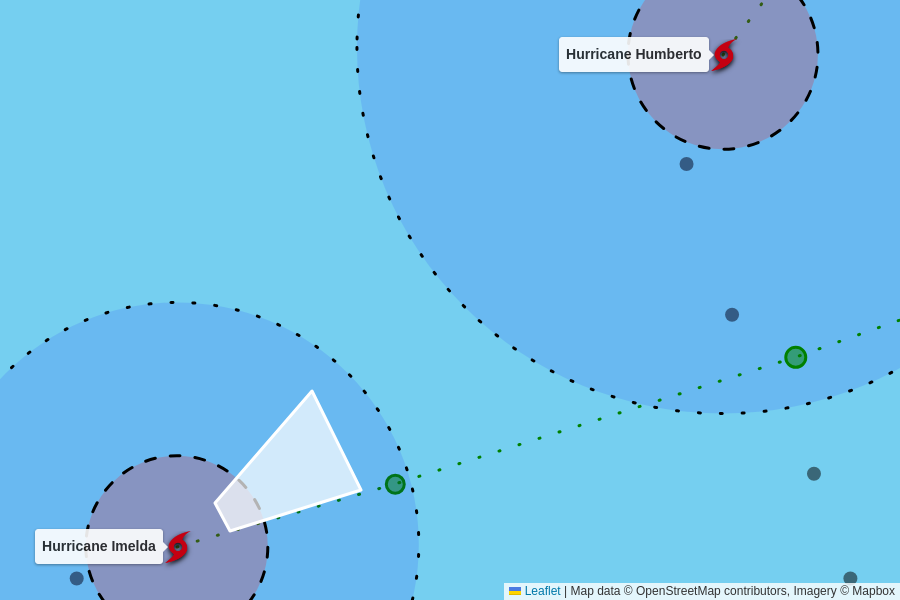 Hurricane Humberto
Hurricane Imelda
Leaflet | Map data © OpenStreetMap contributors, Imagery © Mapbox